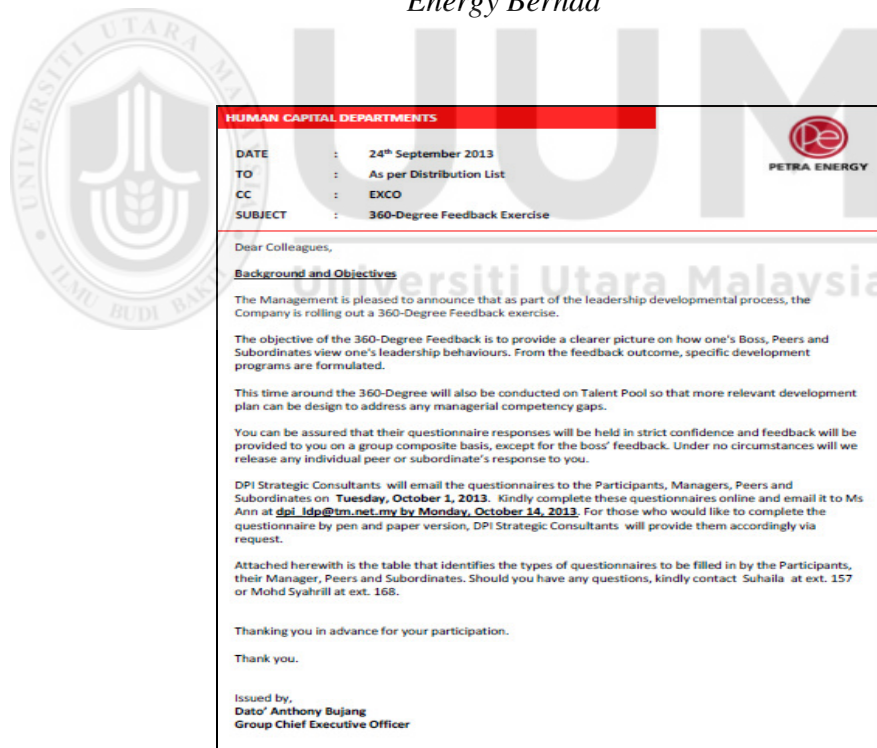 Energy Berhad
UUM
Universiti Utara Malaysia
UNIVERSITI UTARA MALAYSIA
ILMU BUDI BAKTI
HUMAN CAPITAL DEPARTMENTS
PETRA ENERGY
DATE : 24th September 2013
TO : As per Distribution List
CC : EXCO
SUBJECT : 360-Degree Feedback Exercise
Dear Colleagues,
Background and Objectives
The Management is pleased to announce that as part of the leadership developmental process, the
Company is rolling out a 360-Degree Feedback exercise.
The objective of the 360-Degree Feedback is to provide a clearer picture on how one's Boss, Peers and
Subordinates view one's leadership behaviours. From the feedback outcome, specific development
programs are formulated.
This time around the 360-Degree will also be conducted on Talent Pool so that more relevant development
plan can be design to address any managerial competency gaps.
You can be assured that their questionnaire responses will be held in strict confidence and feedback will be
provided to you on a group composite basis, except for the boss' feedback. Under no circumstances will we
release any individual peer or subordinate's response to you.
DPI Strategic Consultants will email the questionnaires to the Participants, Managers, Peers and
Subordinates on Tuesday, October 1, 2013. Kindly complete these questionnaires online and email it to Ms
Ann at dpi_ldp@tm.net.my by Monday, October 14, 2013. For those who would like to complete the
questionnaire by pen and paper version, DPI Strategic Consultants will provide them accordingly via
request.
Attached herewith is the table that identifies the types of questionnaires to be filled in by the Participants,
their Manager, Peers and Subordinates. Should you have any questions, kindly contact Suhaila at ext. 157
or Mohd Syahrill at ext. 168.
Thanking you in advance for your participation.
Thank you.
Issued by,
Dato' Anthony Bujang
Group Chief Executive Officer